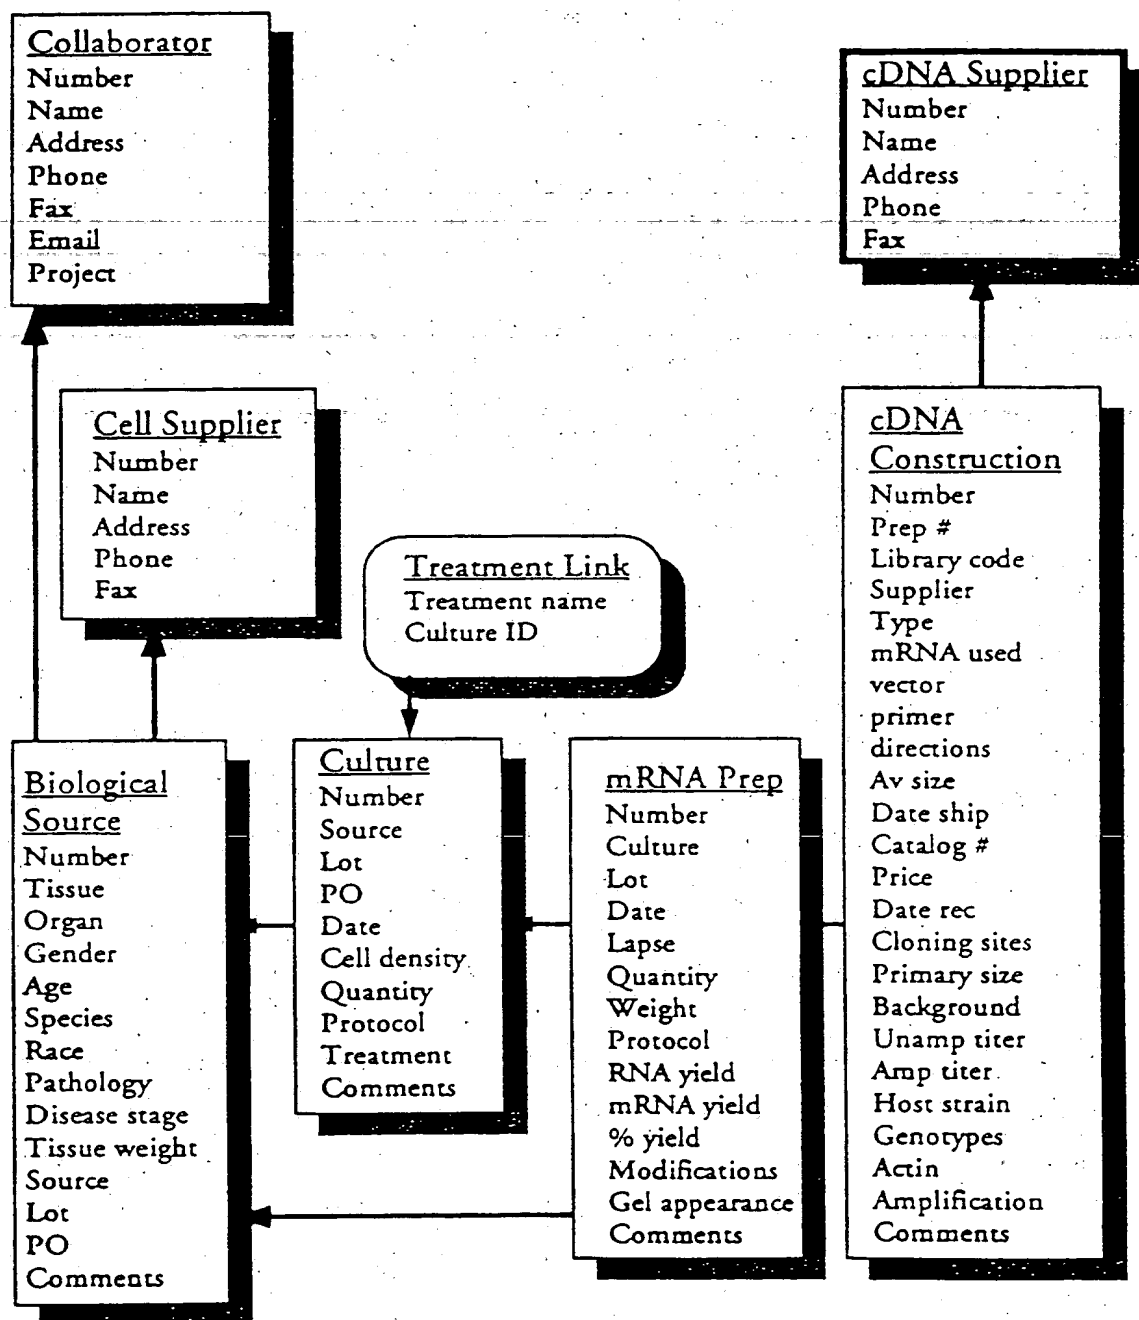 Collaborator
Number
Name
Address
Phone
Fax
Email
Project
cDNA Supplier
Number
Name
Address
Phone
Fax
Cell Supplier
Number
Name
Address
Phone
Fax
Treatment Link
Treatment name
Culture ID
Biological
Source
Number
Tissue
Organ
Gender
Age
Species
Race
Pathology
Disease stage
Tissue weight
Source
Lot
PO
Comments
Culture
Number
Source
Lot
PO
Date
Cell density
Quantity
Protocol
Treatment
Comments
mRNA Prep
Number
Culture
Lot
Date
Lapse
Quantity
Weight
Protocol
RNA yield
mRNA yield
% yield
Modifications
Gel appearance
Comments
cDNA
Construction
Number
Prep #
Library code
Supplier
Type
mRNA used
vector
primer
directions
Av size
Date ship
Catalog #
Price
Date rec
Cloning sites
Primary size
Background
Unamp titer
Amp titer
Host strain
Genotypes
Actin
Amplification
Comments